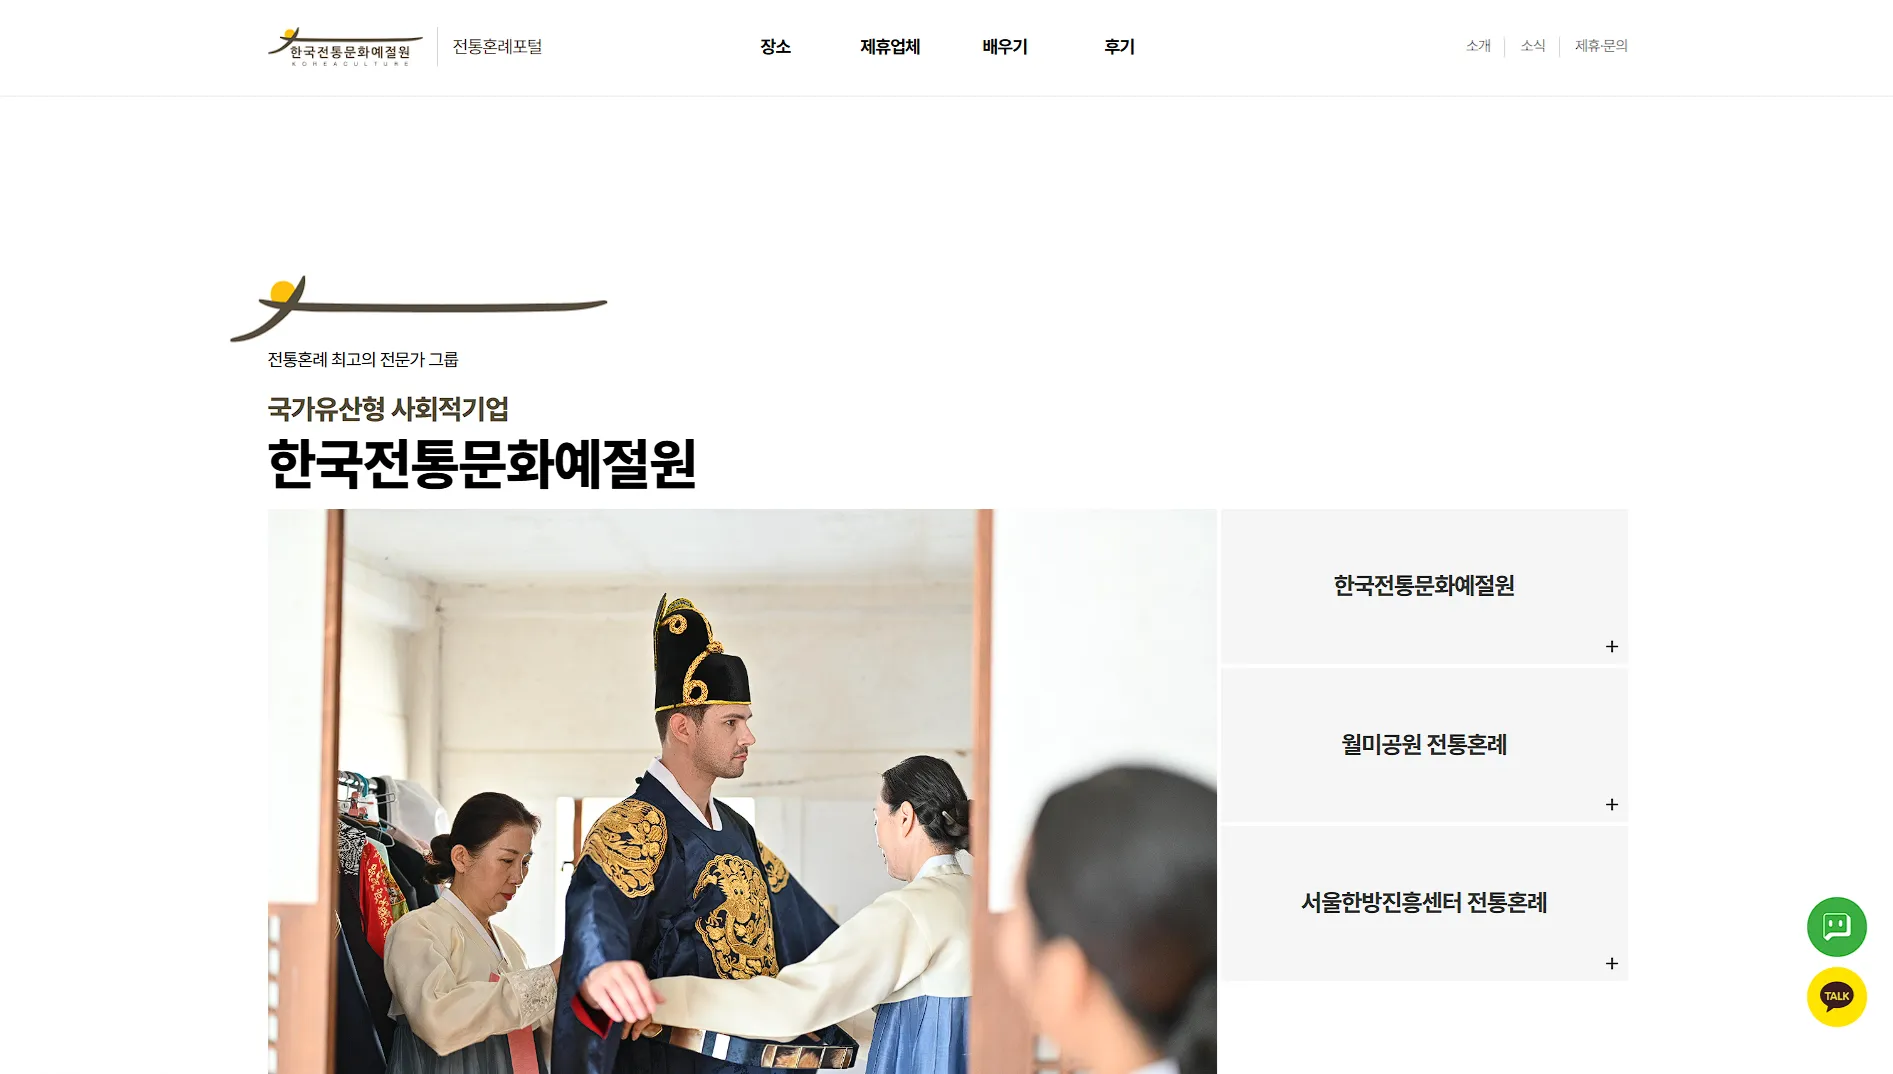 한국전통문화예절원
KOREACULTURE
전통혼례포털
장소
제휴업체
배우기
후기
소개
소식
제휴·문의
전통혼례 최고의 전문가 그룹
국가유산형 사회적기업
한국전통문화예절원
한국전통문화예절원
+
월미공원 전통혼례
+
서울한방진흥센터 전통혼례
+
TALK